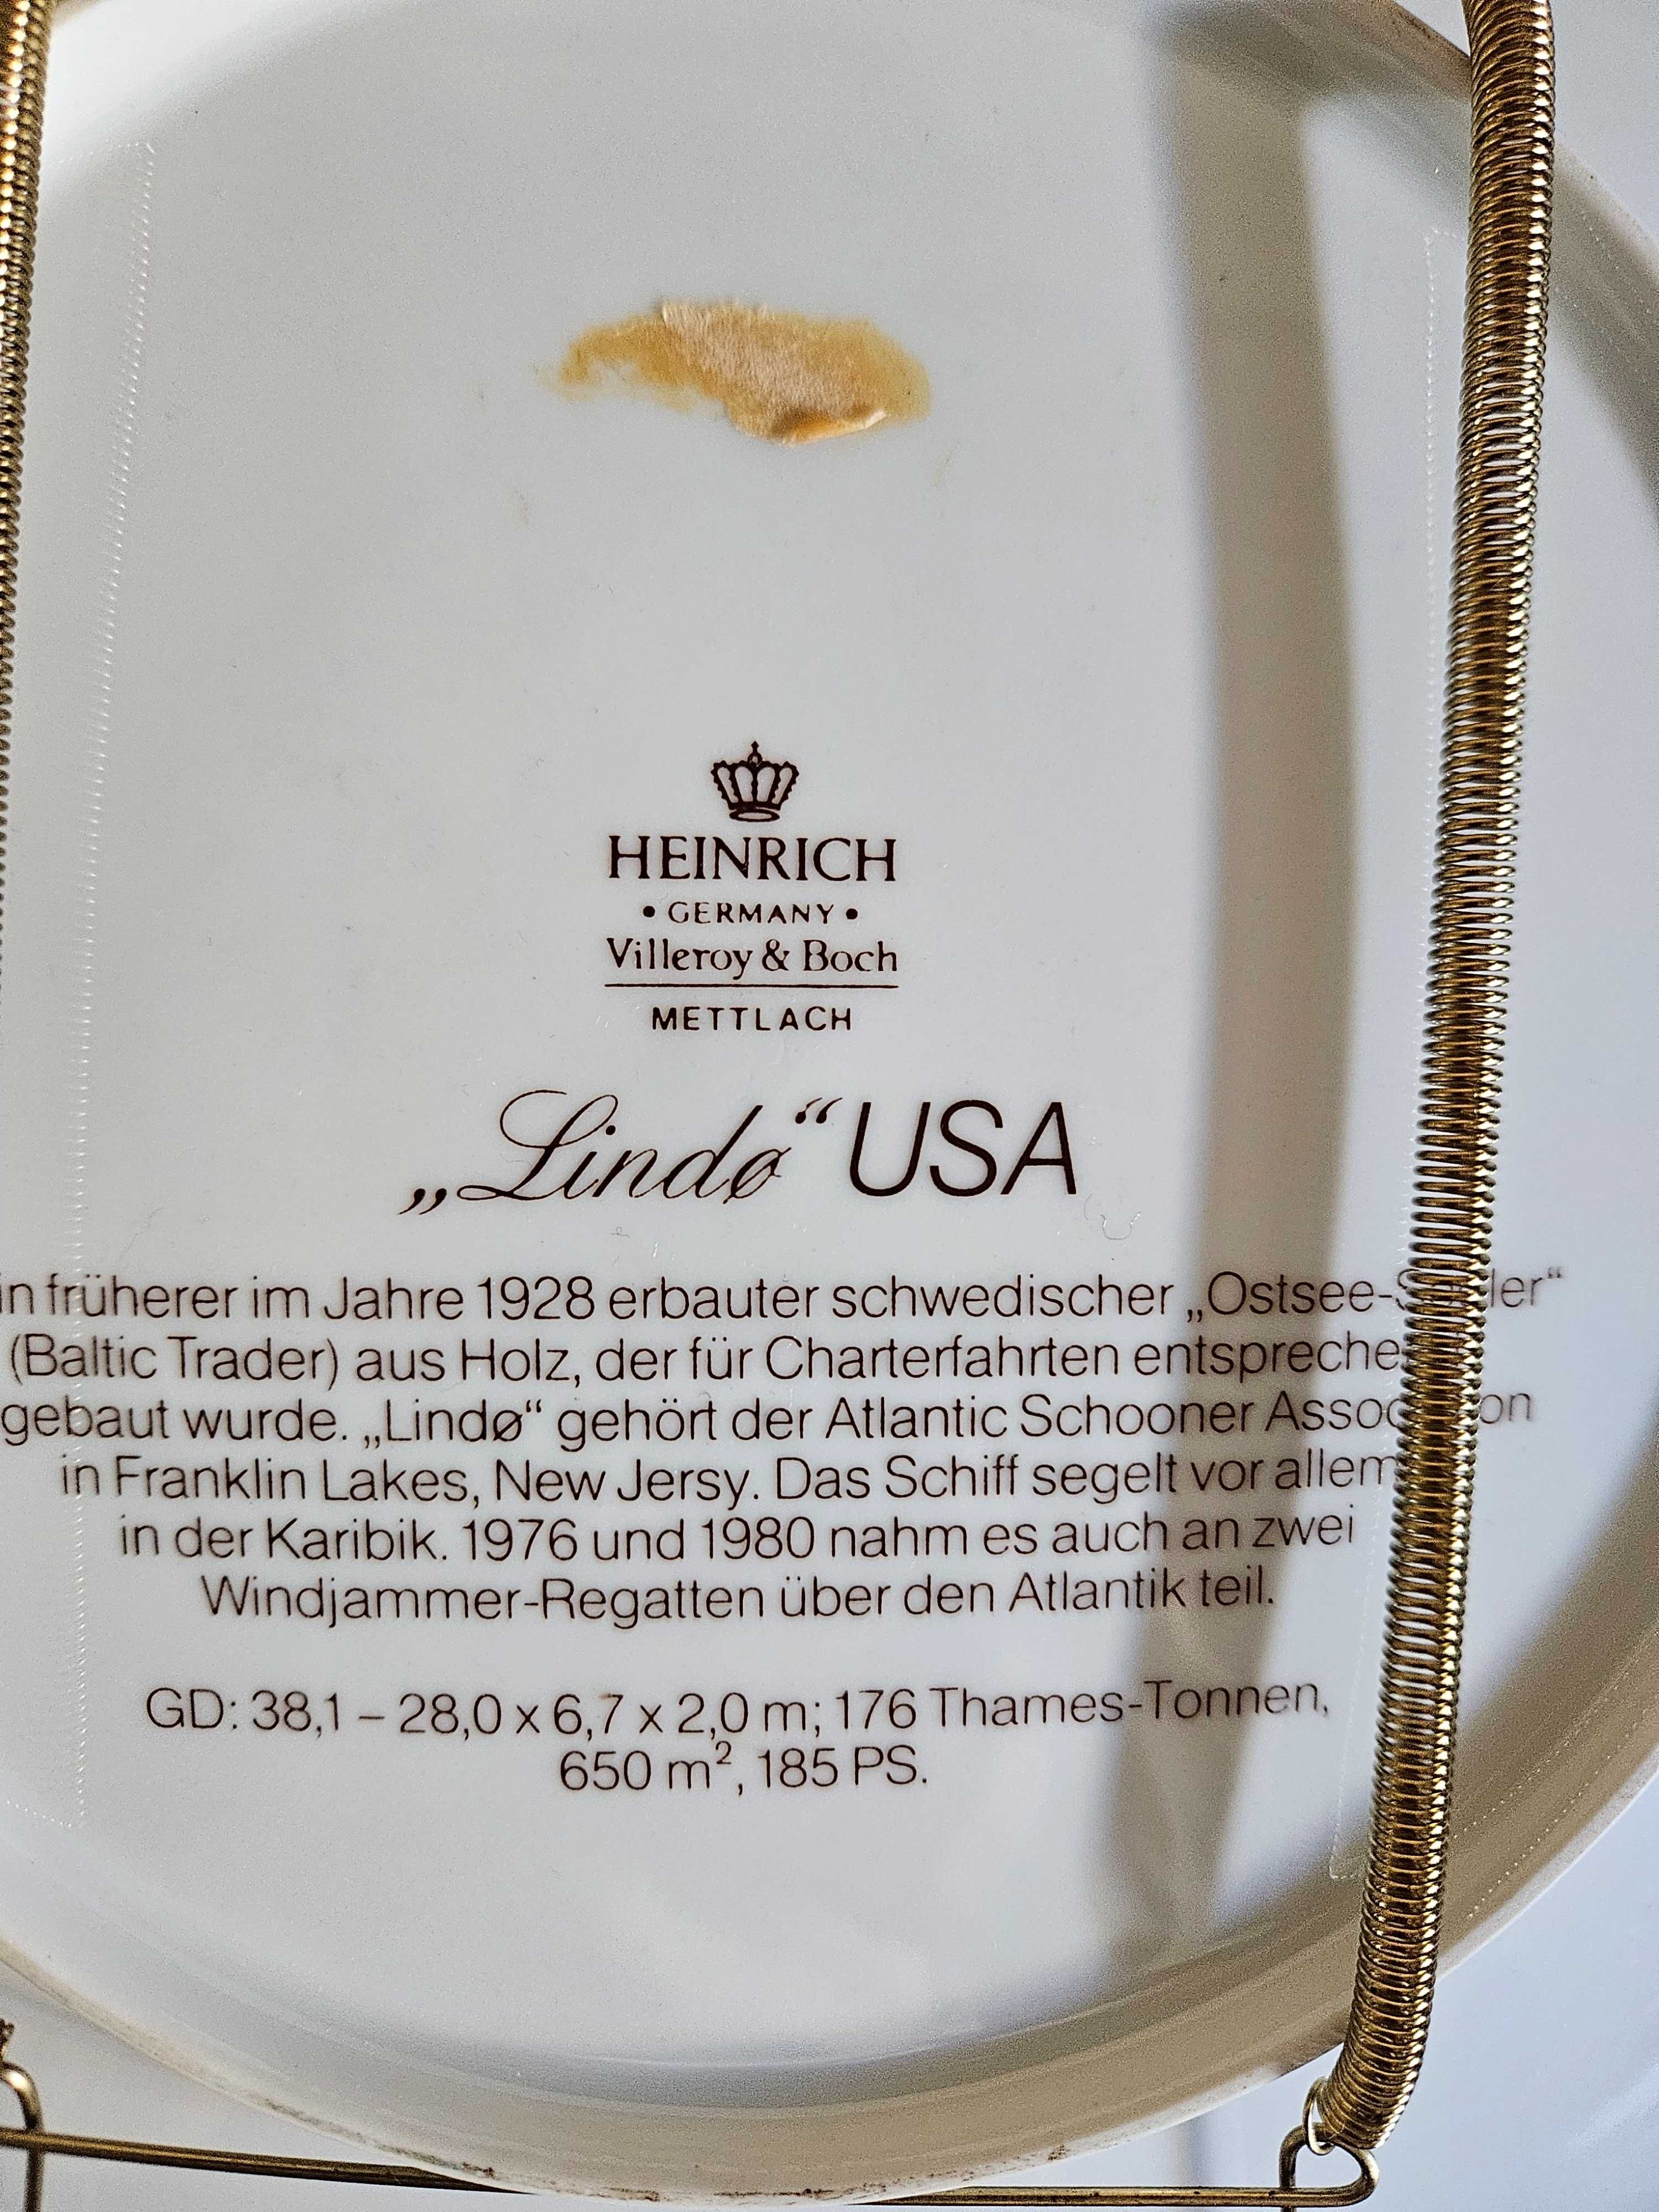 HEINRICH
• GERMANY •
Villeroy & Boch
METTLACH
„Lindø“ USA
in früherer im Jahre 1928 erbauter schwedischer
(Baltic Trader) aus Holz, der für Charterfahrten
gebaut wurde. „Lindø“ gehört der Atlantic Schooner
in Franklin Lakes, New Jersy. Das Schiff segelt vor allem
in der Karibik. 1976 und 1980 nahm es auch an zwei
Windjammer-Regatten über den Atlantik teil.
GD: 38,1 – 28,0 x 6,7 x 2,0 m; 176 Thames-Tonnen,
650 m², 185 PS.